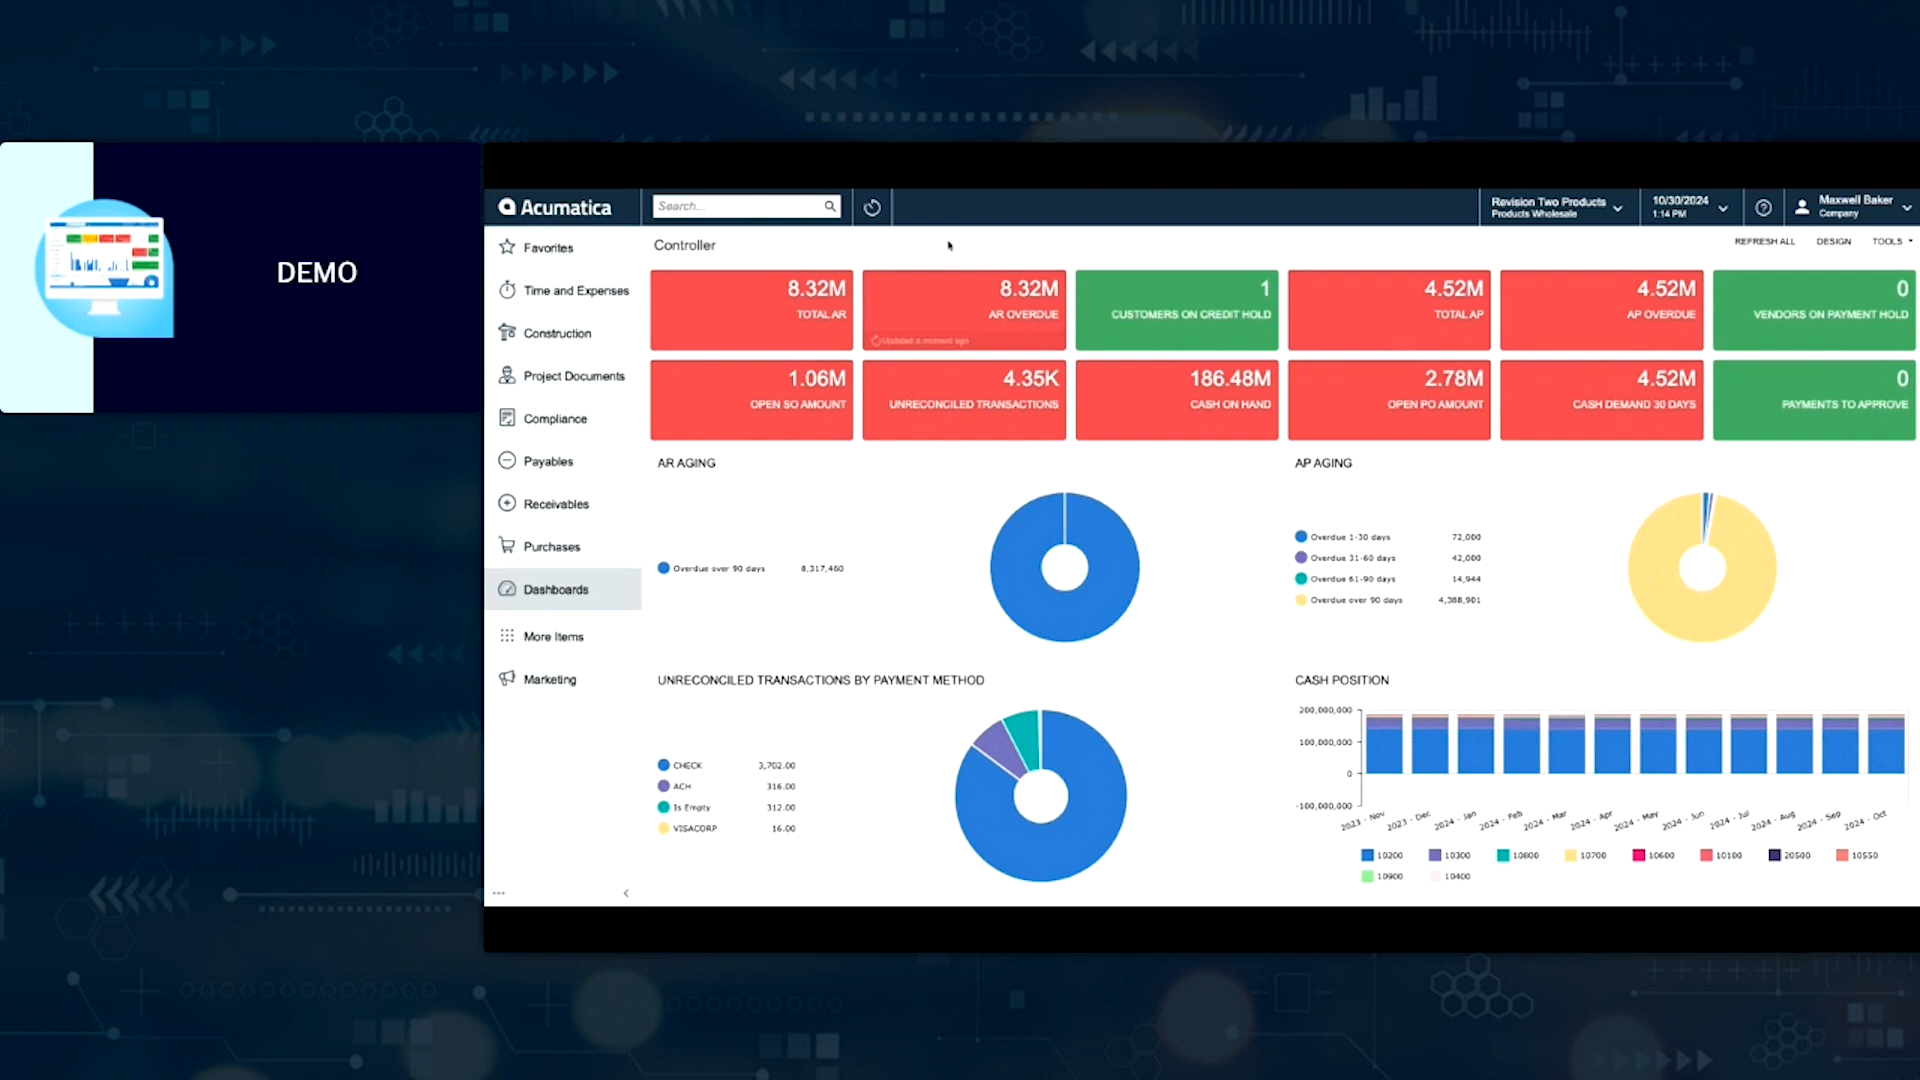 DEMO
Acumatica
Search...
Revision Two Products
Products Wholesale
10/30/2024
1:14 PM
Maxwell Baker
Company
Favorites
Time and Expenses
Construction
Project Documents
Compliance
Payables
Receivables
Purchases
Dashboards
More Items
Marketing
Controller
REFRESH ALL
DESIGN
TOOLS
8.32M
TOTAL AR
8.32M
AR OVERDUE
Updated a moment ago
1
CUSTOMERS ON CREDIT HOLD
4.52M
TOTAL AP
4.52M
AP OVERDUE
0
VENDORS ON PAYMENT HOLD
1.06M
OPEN SO AMOUNT
4.35K
UNRECONCILED TRANSACTIONS
186.48M
CASH ON HAND
2.78M
OPEN PO AMOUNT
4.52M
CASH DEMAND 30 DAYS
0
PAYMENTS TO APPROVE
AR AGING
Overdue over 90 days 8,317,460
AP AGING
Overdue 1-30 days 72,000
Overdue 31-60 days 42,000
Overdue 61-90 days 14,944
Overdue over 90 days 4,388,901
UNRECONCILED TRANSACTIONS BY PAYMENT METHOD
CHECK 3,702.00
ACH 316.00
Is Empty 312.00
VISACORP 16.00
CASH POSITION
200,000,000
100,000,000
0
-100,000,000
2023 - Nov
2023 - Dec
2024 - Jan
2024 - Feb
2024 - Mar
2024 - Apr
2024 - May
2024 - Jun
2024 - Jul
2024 - Aug
2024 - Sep
2024 - Oct
10200 10300 10800 10700 10600 10100 20500 10550
10900 10400